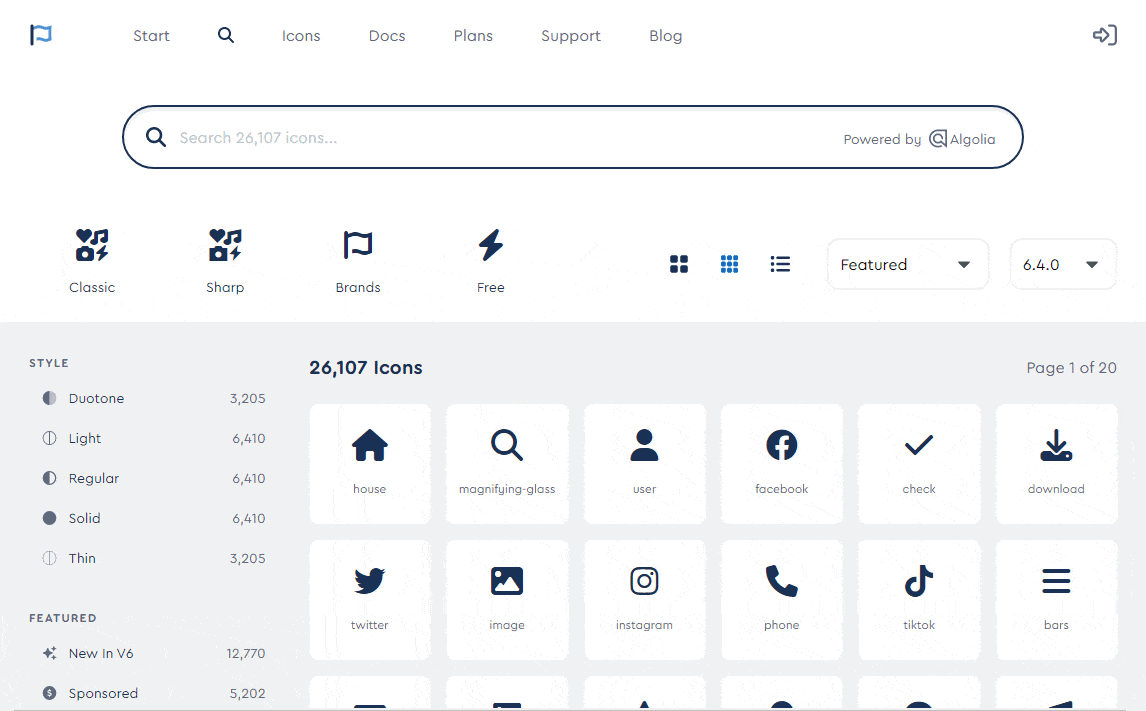 Start Icons Docs Plans Support Blog
Search 26,107 icons... Powered by Algolia
Classic Sharp Brands Free
Featured 6.4.0
STYLE
Duotone 3,205
Light 6,410
Regular 6,410
Solid 6,410
Thin 3,205
FEATURED
New In V6 12,770
Sponsored 5,202
26,107 Icons Page 1 of 20
house magnifying-glass user facebook check download
twitter image instagram phone tiktok bars